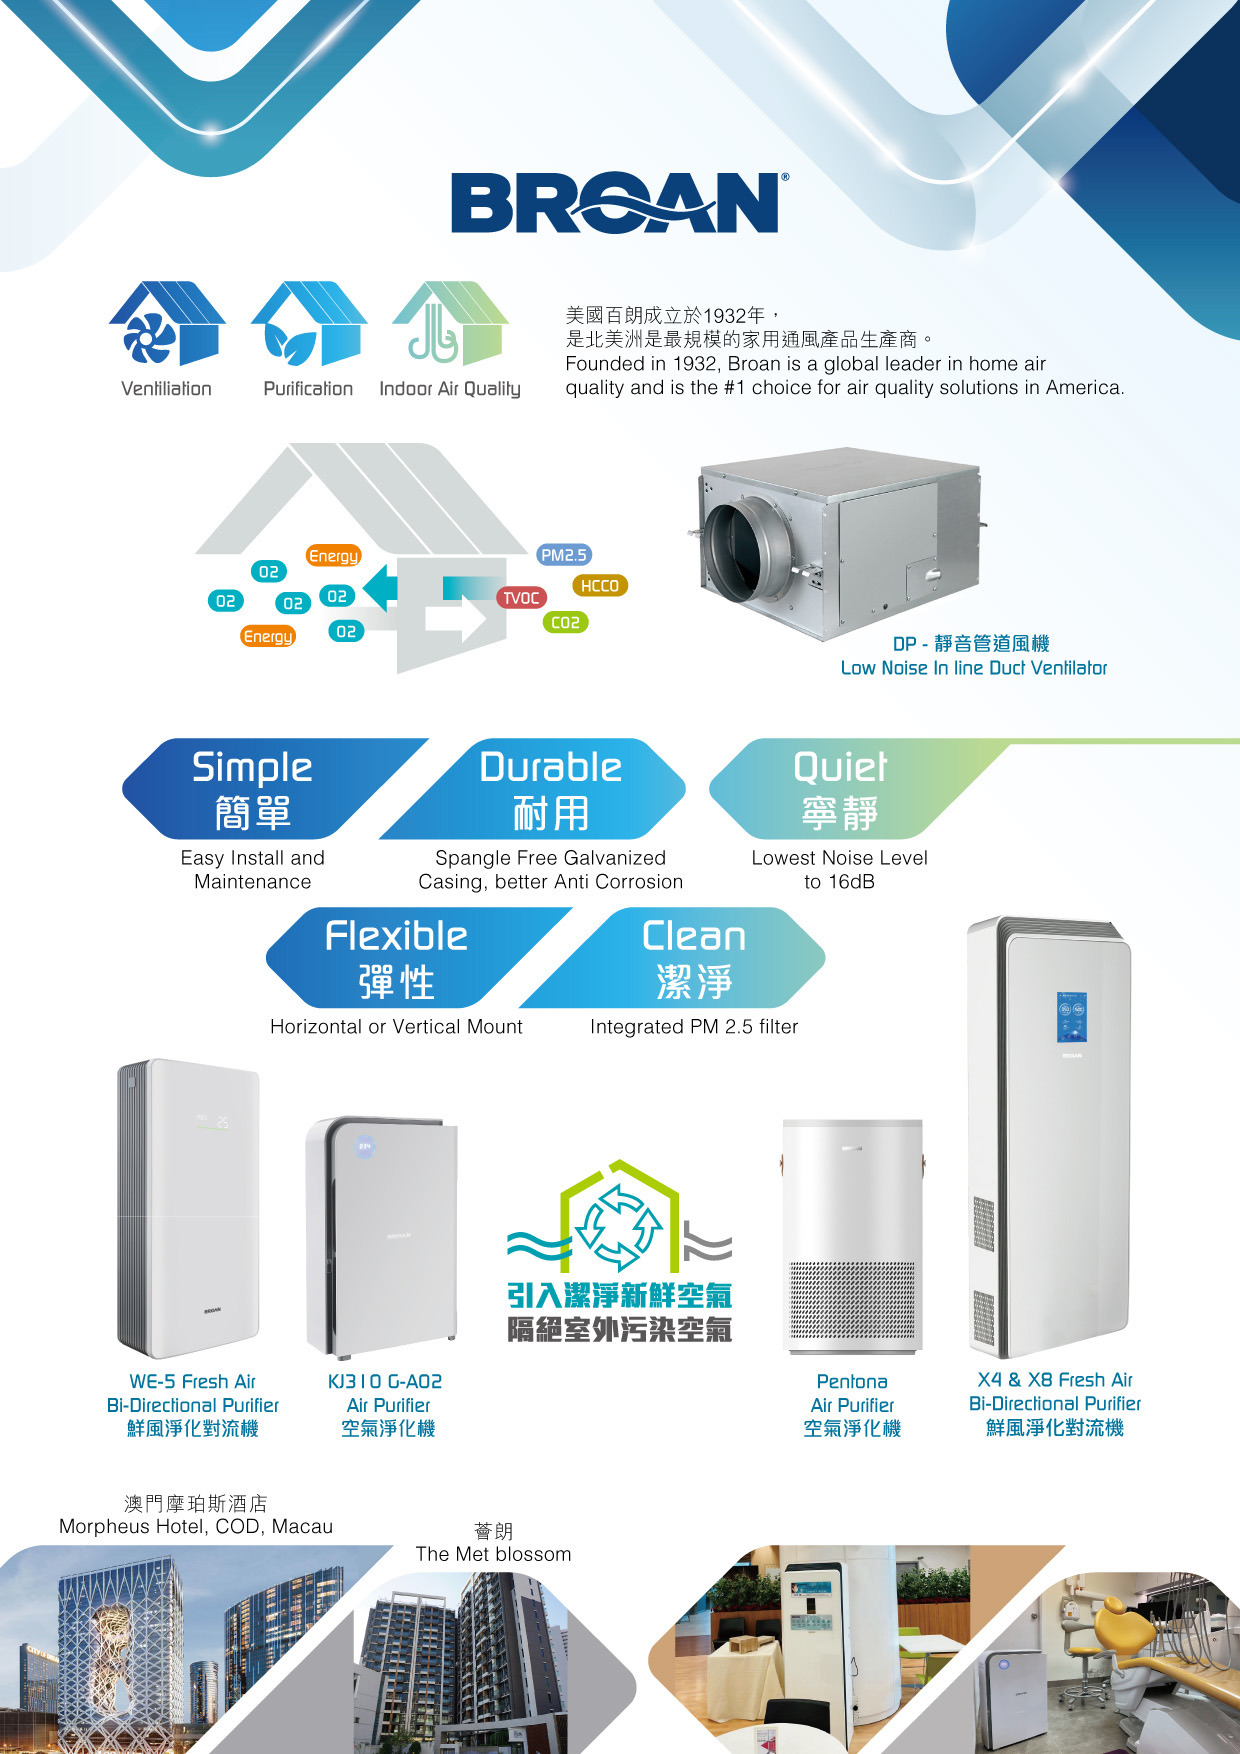 BROAN®
Ventiliation
Purification
Indoor Air Quality
美國百朗成立於1932年，
是北美洲是最規模的家用通風產品生產商。
Founded in 1932, Broan is a global leader in home air
quality and is the #1 choice for air quality solutions in America.
Energy
O2
O2
O2
O2
Energy
O2
PM2.5
HCCO
TVOC
CO2
DP - 靜音管道風機
Low Noise In line Duct Ventilator
Simple
簡單
Easy Install and
Maintenance
Durable
耐用
Spangle Free Galvanized
Casing, better Anti Corrosion
Quiet
寧靜
Lowest Noise Level
to 16dB
Flexible
彈性
Horizontal or Vertical Mount
Clean
潔淨
Integrated PM 2.5 filter
25
BROAN
BROAN
BROAN
引入潔淨新鮮空氣
隔絕室外污染空氣
WE-5 Fresh Air
Bi-Directional Purifier
鮮風淨化對流機
KJ310 G-A02
Air Purifier
空氣淨化機
Pentona
Air Purifier
空氣淨化機
X4 & X8 Fresh Air
Bi-Directional Purifier
鮮風淨化對流機
澳門摩珀斯酒店
Morpheus Hotel, COD, Macau
薈朗
The Met blossom